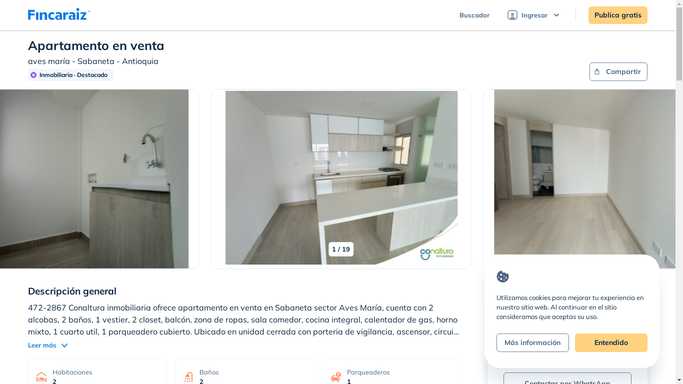 Fincaraiz
Buscador
Ingresar
Publica gratis
Apartamento en venta
aves maria - Sabaneta - Antioquia
Inmobiliaria - Destacado
Compartir
1 / 19
conaltura
Descripción general
472-2867 Conaltura inmobiliaria ofrece apartamento en venta en Sabaneta sector Aves María, cuenta con 2
alcobas, 2 baños, 1 vestier, 2 closet, balcón, zona de ropas, sala comedor, cocina integral, calentador de gas, horno
mixto, 1 cuarto util, 1 parqueadero cubierto. Ubicado en unidad cerrada con porteria de vigilancia, ascensor, circui...
Leer más
Habitaciones
2
Baños
2
Parqueaderos
1
Utilizamos cookies para mejorar tu experiencia en
nuestro sitio web. Al continuar en el sitio
consideramos que aceptas su uso.
Más información
Entendido
Contactar por WhatsApp